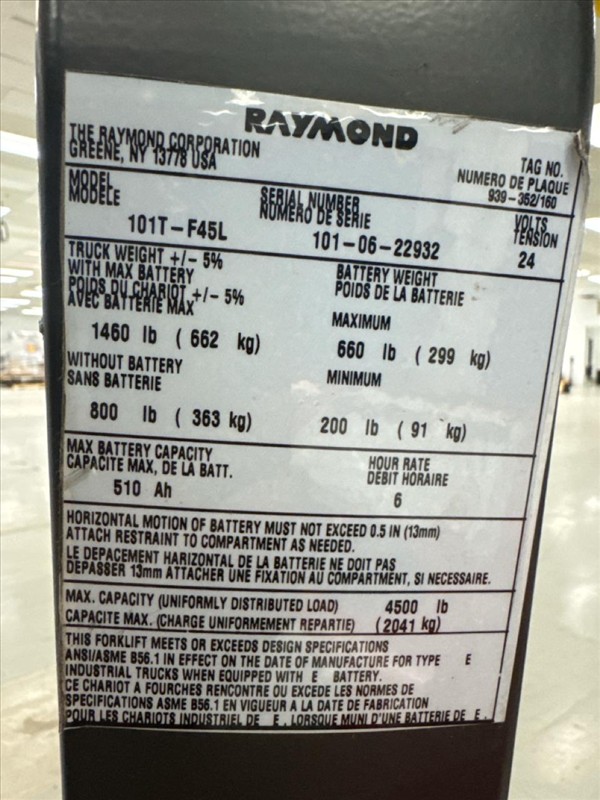 RAYMOND
THE RAYMOND CORPORATION
GREENE, NY 13778 USA
TAG NO.
NUMERO DE PLAQUE
939-362/160
MODEL
MODÈLE
101T-F45L
SERIAL NUMBER
NUMÉRO DE SÉRIE
101-06-22932
VOLTS
TENSION
24
TRUCK WEIGHT +/- 5%
WITH MAX BATTERY
POIDS DU CHARIOT +/- 5%
AVEC BATTERIE MAX
1460 lb ( 662 kg)
BATTERY WEIGHT
POIDS DE LA BATTERIE
MAXIMUM
660 lb ( 299 kg)
WITHOUT BATTERY
SANS BATTERIE
800 lb ( 363 kg)
MINIMUM
200 lb ( 91 kg)
MAX BATTERY CAPACITY
CAPACITE MAX, DE LA BATT.
510 Ah
HOUR RATE
DÉBIT HORAIRE
6
HORIZONTAL MOTION OF BATTERY MUST NOT EXCEED 0.5 IN (13mm)
ATTACH RESTRAINT TO COMPARTMENT AS NEEDED.
LE DEPACEMENT HARIZONTAL DE LA BATTERIE NE DOIT PAS
DEPASSER 13mm ATTACHER UNE FIXATION AU COMPARTMENT, SI NECESSAIRE.
MAX. CAPACITY (UNIFORMLY DISTRIBUTED LOAD) 4500 lb
CAPACITE MAX. (CHARGE UNIFORMEMENT REPARTIE) (2041 kg)
THIS FORKLIFT MEETS OR EXCEEDS DESIGN SPECIFICATIONS
ANSI/ASME B56.1 IN EFFECT ON THE DATE OF MANUFACTURE FOR TYPE E
INDUSTRIAL TRUCKS WHEN EQUIPPED WITH E BATTERY.
CE CHARIOT A FOURCHES RENCONTRE OU EXCEDE LES NORMES DE
SPECIFICATIONS ASME B56.1 EN VIGUEUR A LA DATE DE FABRICATION
POUR LES CHARIOTS INDUSTRIEL DE E , LORSQUE MUNI D'UNE BATTERIE DE E .